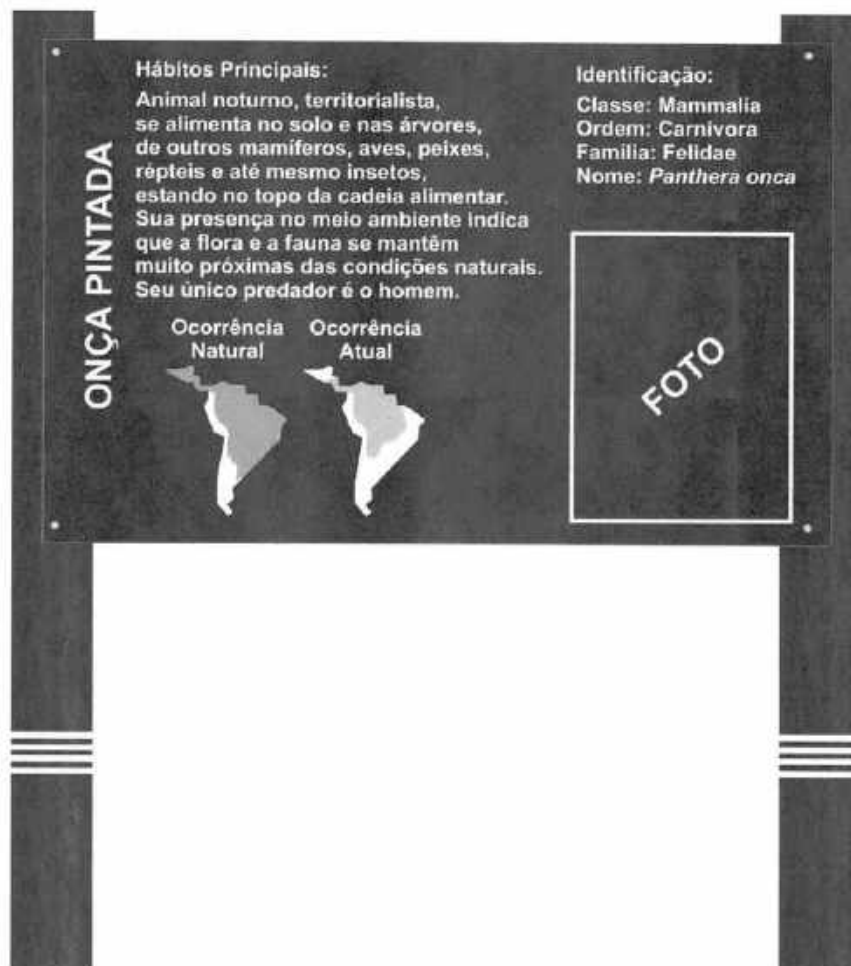 ONÇA PINTADA
Hábitos Principais:
Animal noturno, territorialista,
se alimenta no solo e nas árvores,
de outros mamíferos, aves, peixes,
répteis e até mesmo insetos,
estando no topo da cadeia alimentar.
Sua presença no meio ambiente indica
que a flora e a fauna se mantêm
muito próximas das condições naturais.
Seu único predador é o homem.
Ocorrência
Natural
Ocorrência
Atual
Identificação:
Classe: Mammalia
Ordem: Carnivora
Família: Felidae
Nome: Panthera onca
FOTO